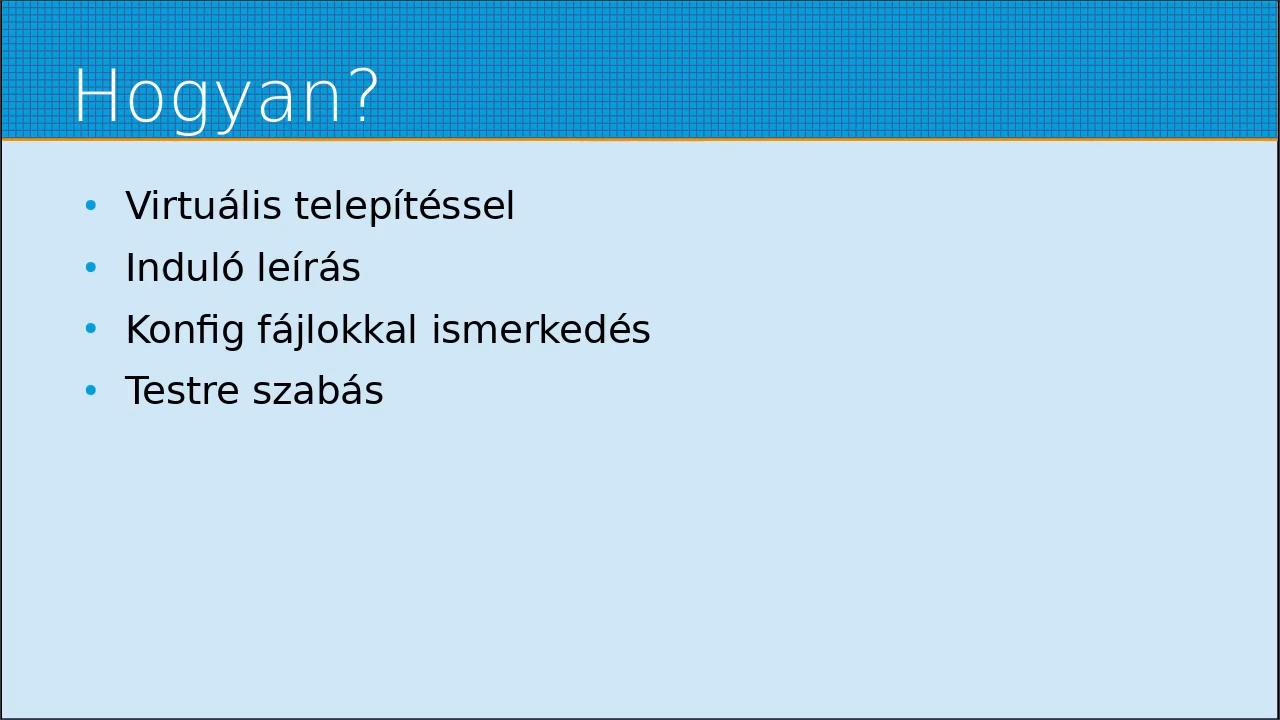 Hogyan?
• Virtuális telepítéssel
• Induló leírás
• Konfig fájlokkal ismerkedés
• Testre szabás